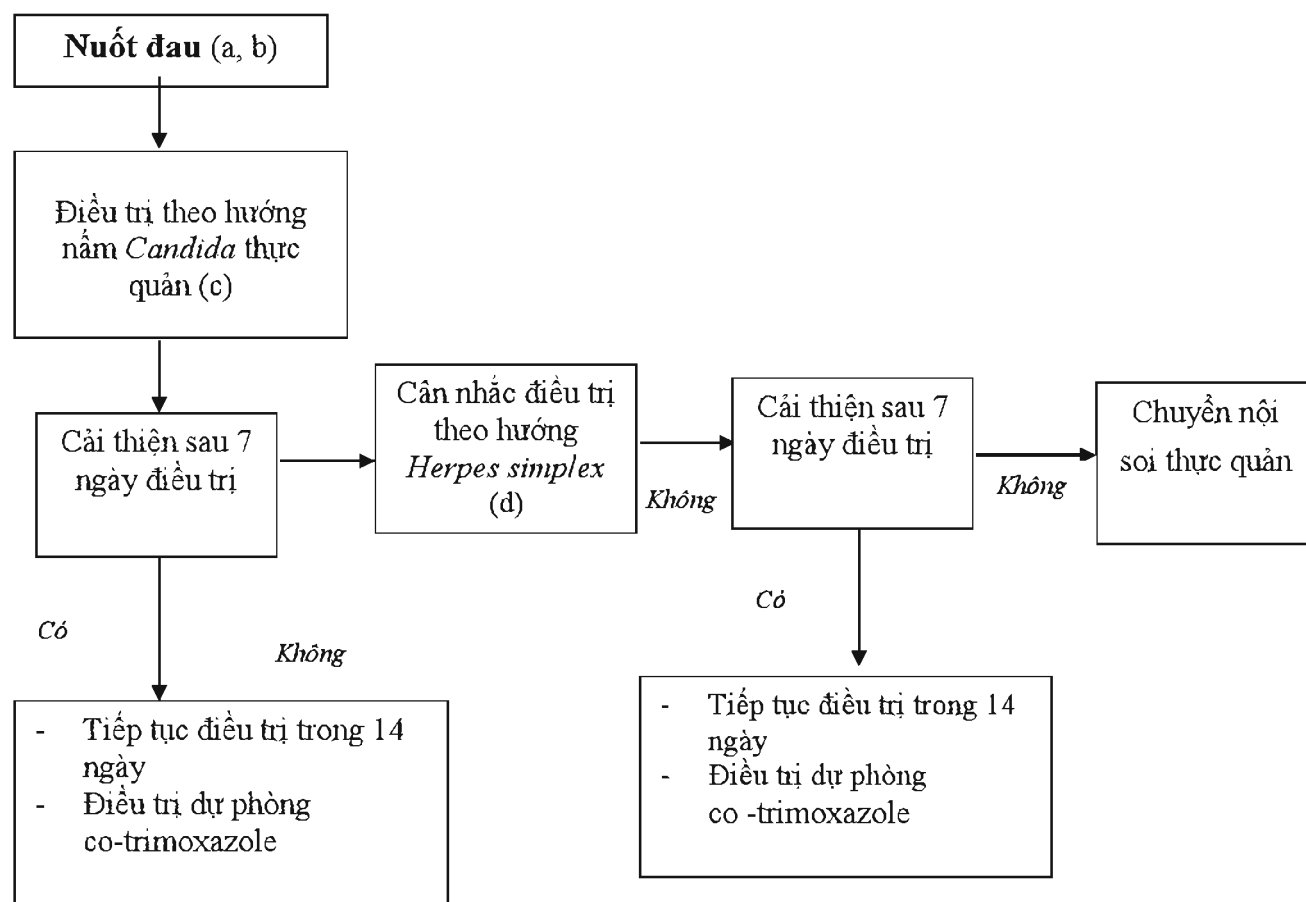 Nuốt đau (a, b)
Điều trị theo hướng
nấm Candida thực
quản (c)
Cải thiện sau 7
ngày điều trị
Cân nhắc điều trị
theo hướng
Herpes simplex
(d)
Không
Cải thiện sau 7
ngày điều trị
Không
Chuyển nội
soi thực quản
Có
Không
Có
- Tiếp tục điều trị trong 14
ngày
- Điều trị dự phòng
co-trimoxazole
- Tiếp tục điều trị trong 14
ngày
- Điều trị dự phòng
co -trimoxazole